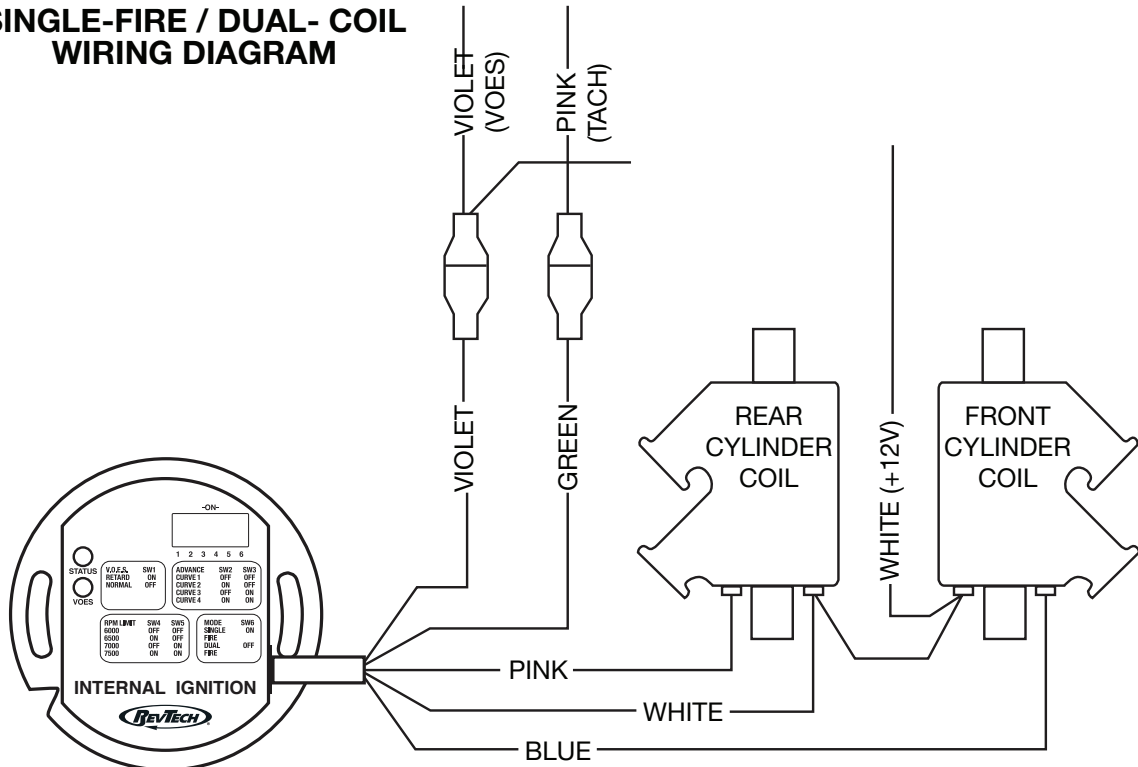 SINGLE-FIRE / DUAL- COIL
WIRING DIAGRAM
VIOLET
(VOES)
PINK
(TACH)
VIOLET
GREEN
REAR
CYLINDER
COIL
WHITE (+12V)
FRONT
CYLINDER
COIL
-ON-
1 2 3 4 5 6
STATUS
VOES
V.O.E.S. SW1
RETARD ON
NORMAL OFF
ADVANCE SW2 SW3
CURVE 1 OFF OFF
CURVE 2 ON OFF
CURVE 3 OFF ON
CURVE 4 ON ON
RPM LIMIT SW4 SW5
6000 OFF OFF
6500 ON OFF
7000 OFF ON
7500 ON ON
MODE SW6
SINGLE ON
FIRE
DUAL OFF
FIRE
INTERNAL IGNITION
REVTECH
PINK
WHITE
BLUE